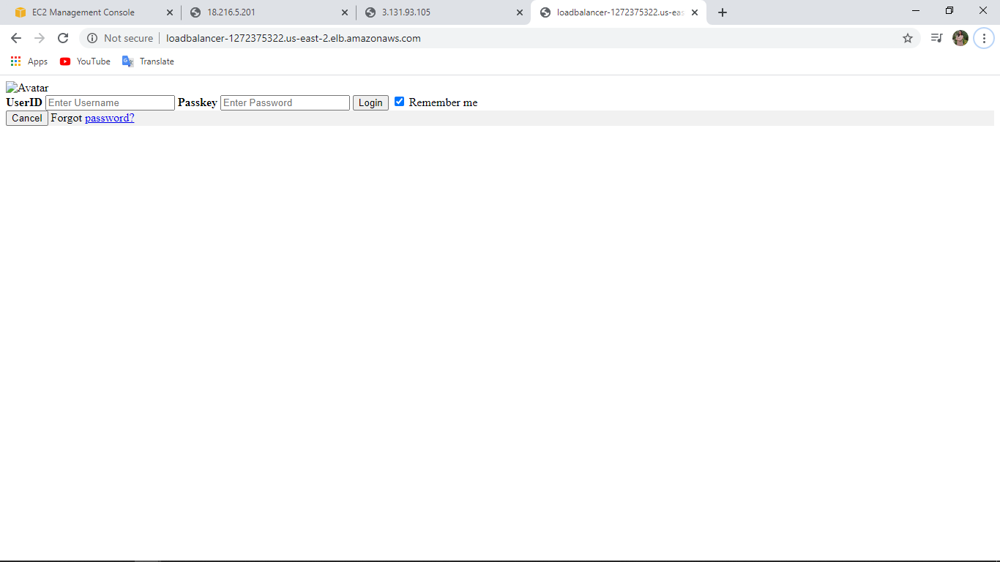 EC2 Management Console
18.216.5.201
3.131.93.105
loadbalancer-1272375322.us-eas
Not secure loadbalancer-1272375322.us-east-2.elb.amazonaws.com
Apps YouTube Translate
Avatar
UserID Enter Username Passkey Enter Password Login Remember me
Cancel Forgot password?